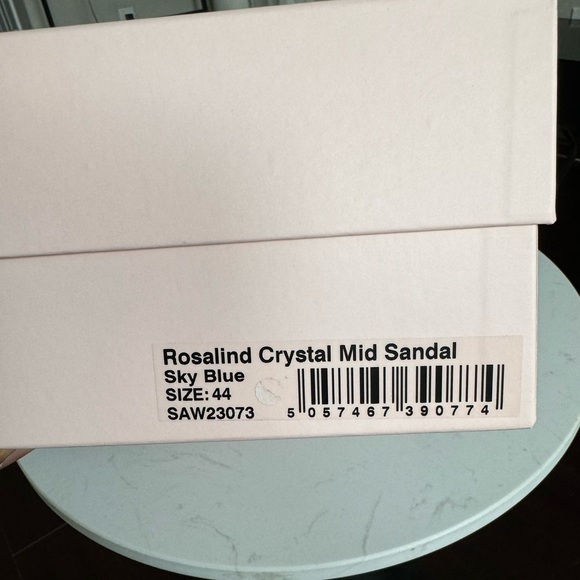 Rosalind Crystal Mid Sandal
Sky Blue
SIZE: 44
SAW23073
5 057467 390774